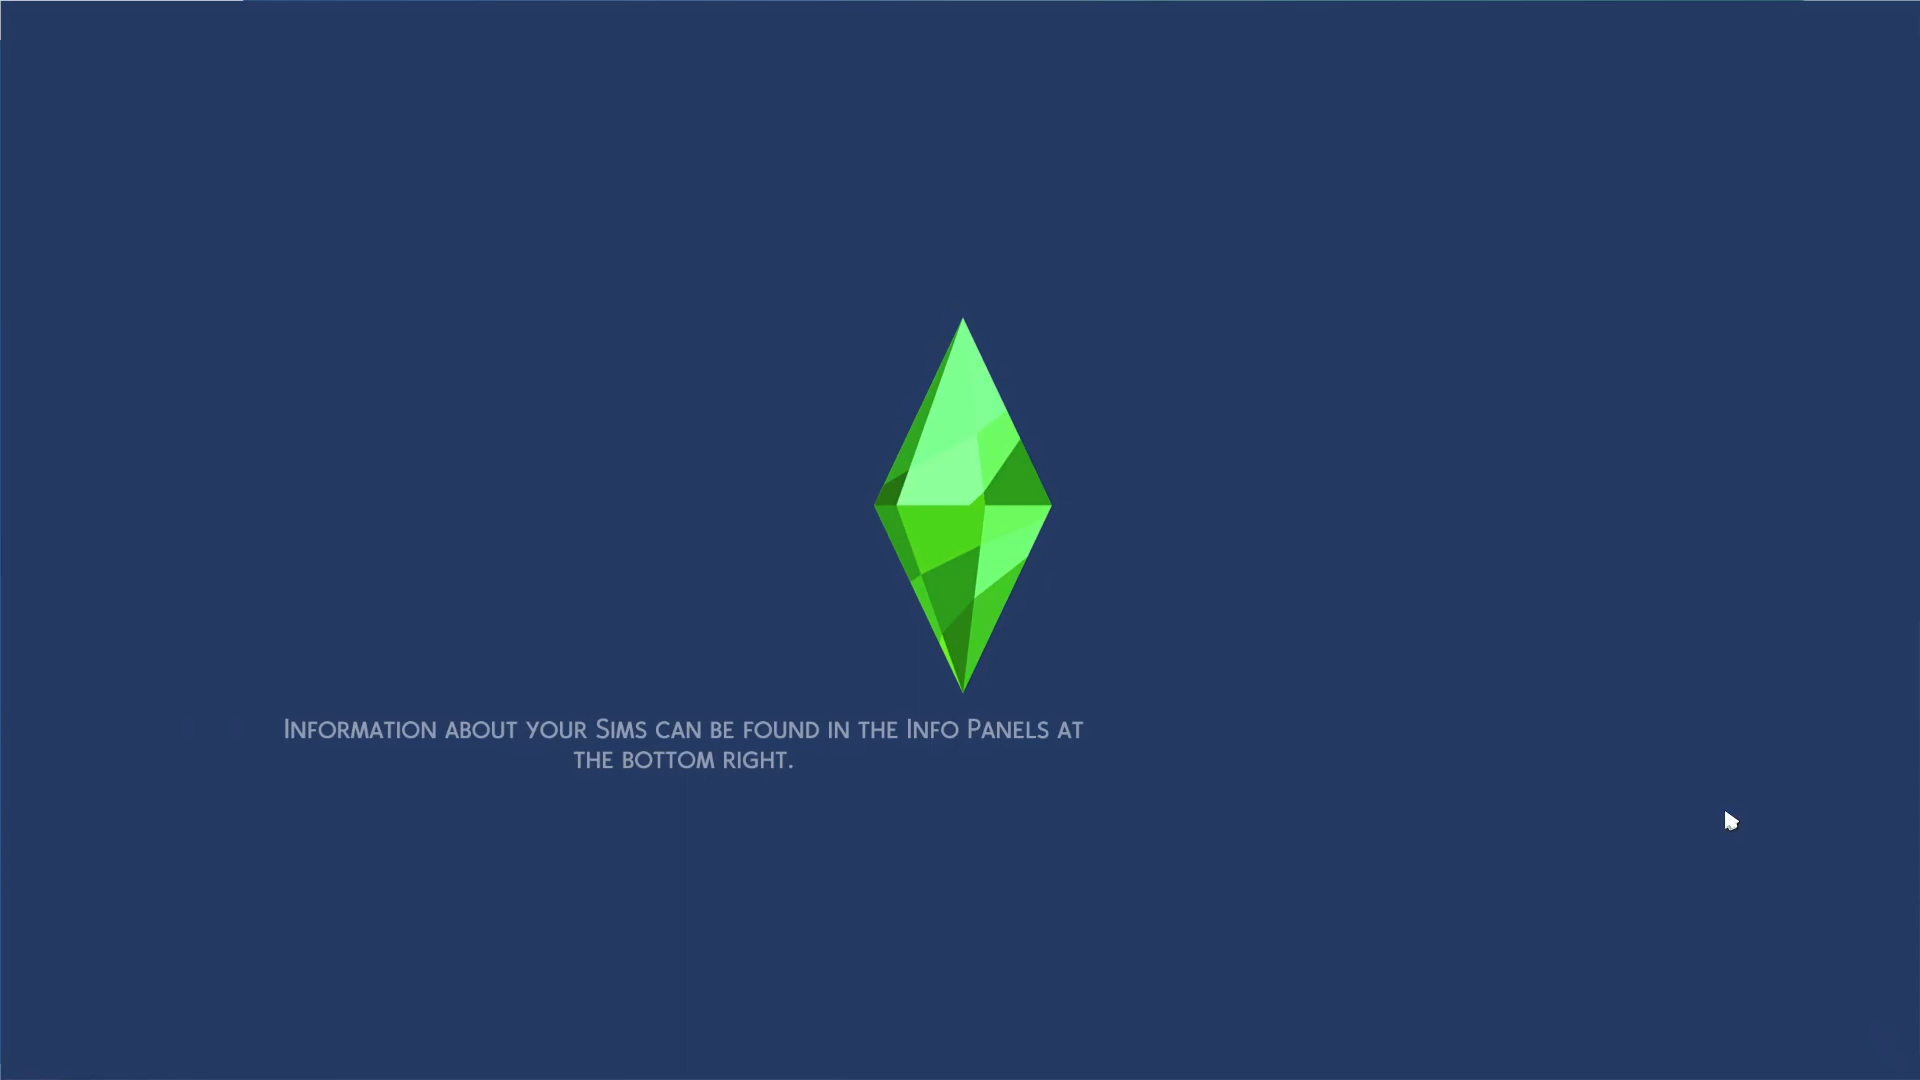 Information about your Sims can be found in the Info Panels at
the bottom right.